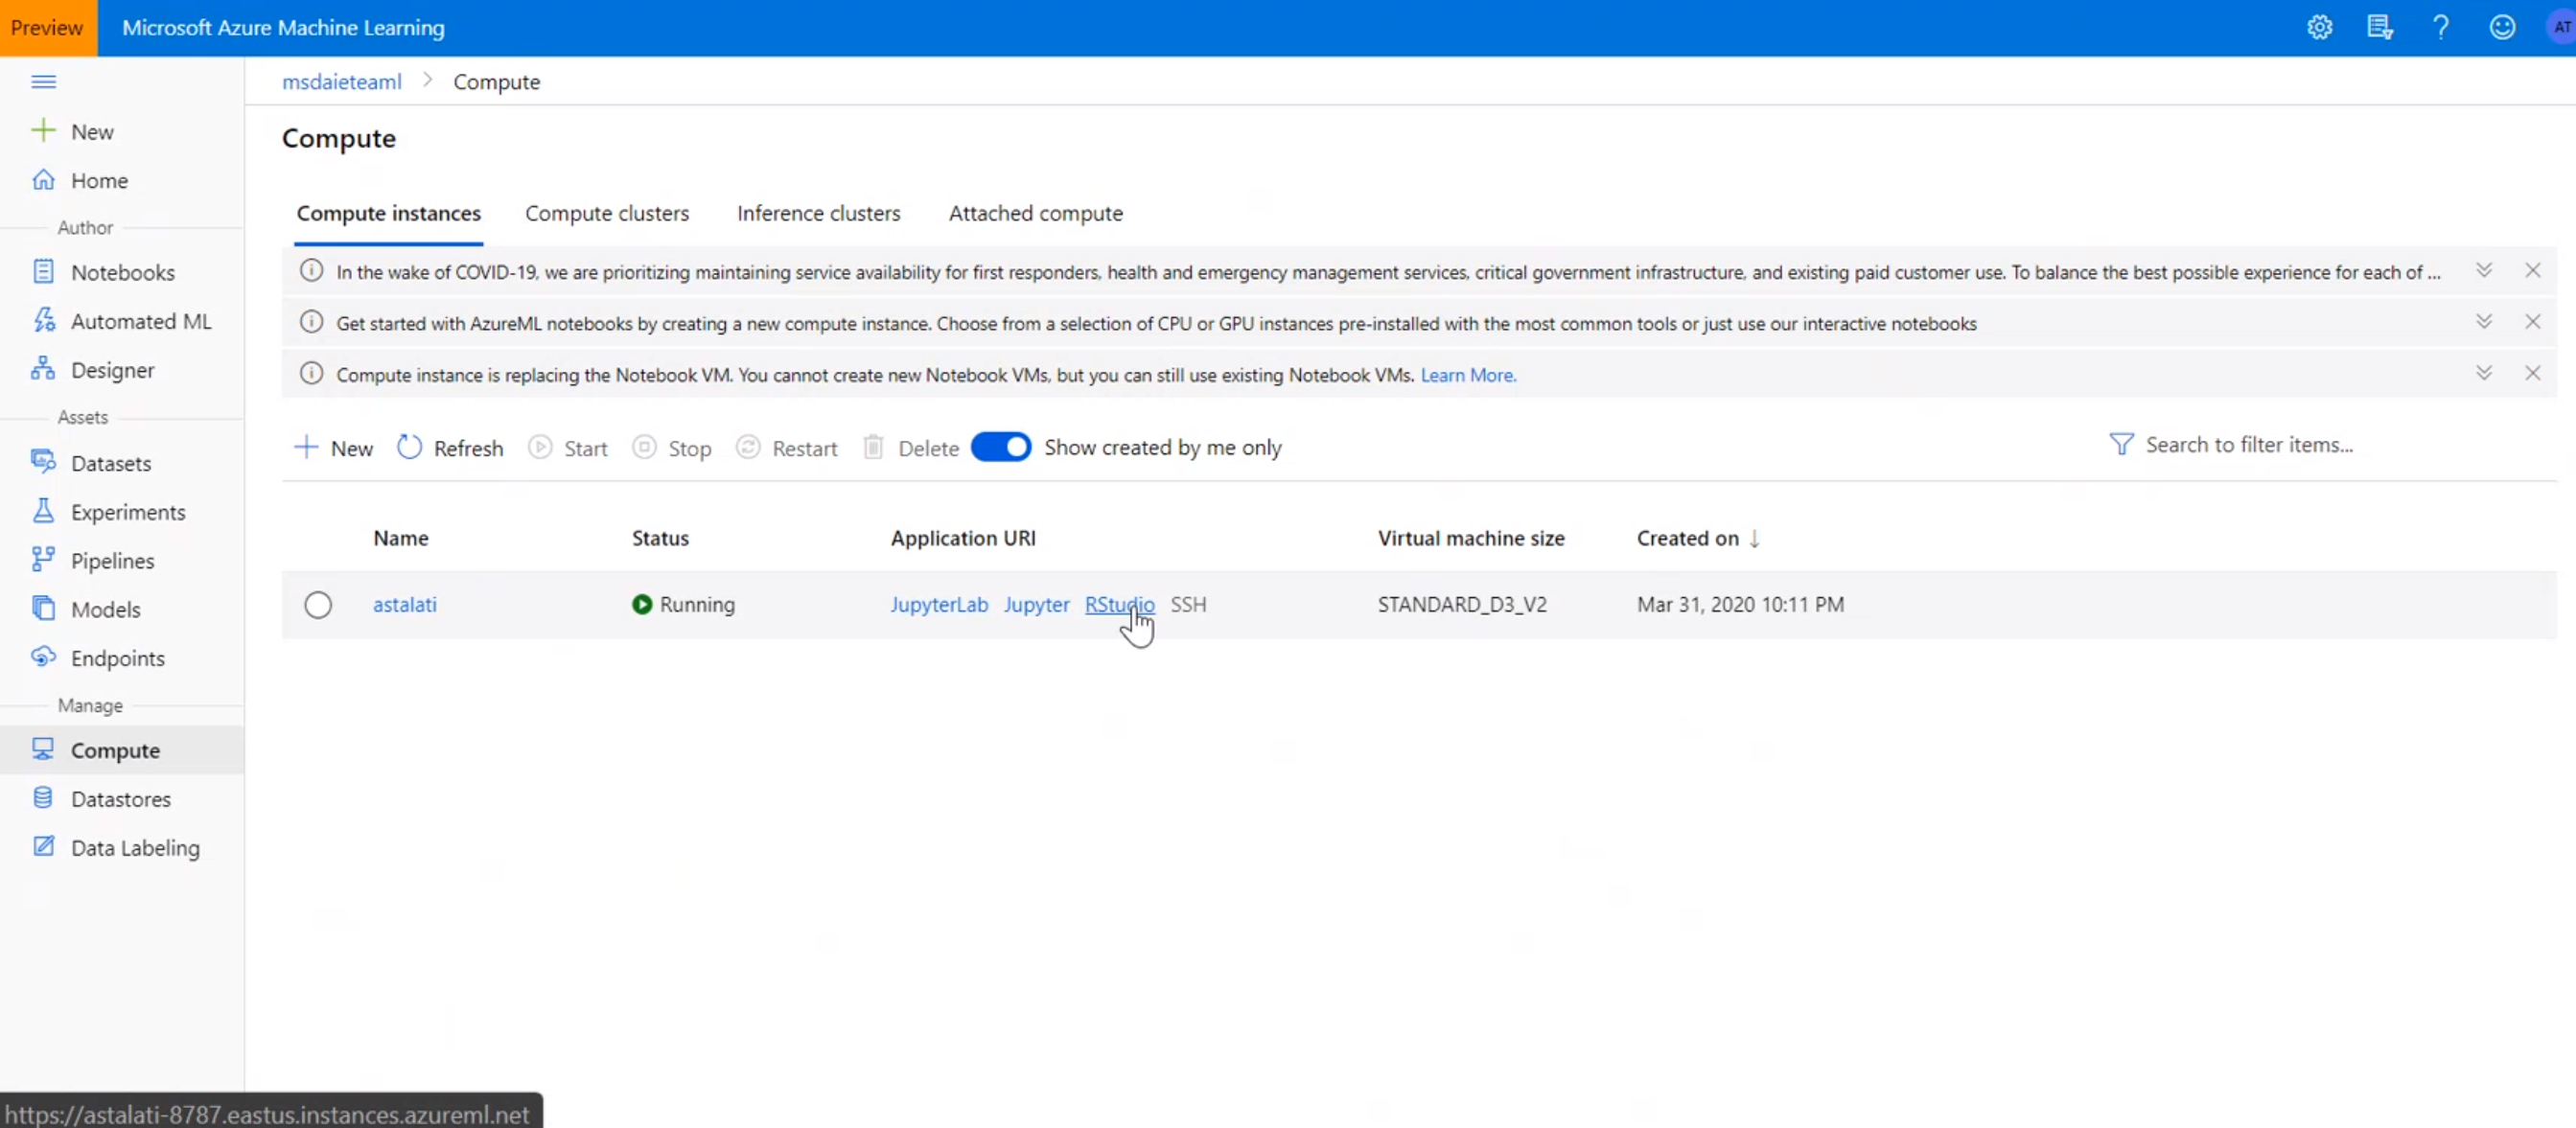 Preview Microsoft Azure Machine Learning AT
msdaieteaml > Compute
New
Home
Author
Notebooks
Automated ML
Designer
Assets
Datasets
Experiments
Pipelines
Models
Endpoints
Manage
Compute
Datastores
Data Labeling
Compute
Compute instances Compute clusters Inference clusters Attached compute
In the wake of COVID-19, we are prioritizing maintaining service availability for first responders, health and emergency management services, critical government infrastructure, and existing paid customer use. To balance the best possible experience for each of ...
Get started with AzureML notebooks by creating a new compute instance. Choose from a selection of CPU or GPU instances pre-installed with the most common tools or just use our interactive notebooks
Compute instance is replacing the Notebook VM. You cannot create new Notebook VMs, but you can still use existing Notebook VMs. Learn More.
New Refresh Start Stop Restart Delete Show created by me only Search to filter items...
Name Status Application URI Virtual machine size Created on ↓
astalati Running JupyterLab Jupyter RStudio SSH STANDARD_D3_V2 Mar 31, 2020 10:11 PM
https://astalati-8787.eastus.instances.azureml.net